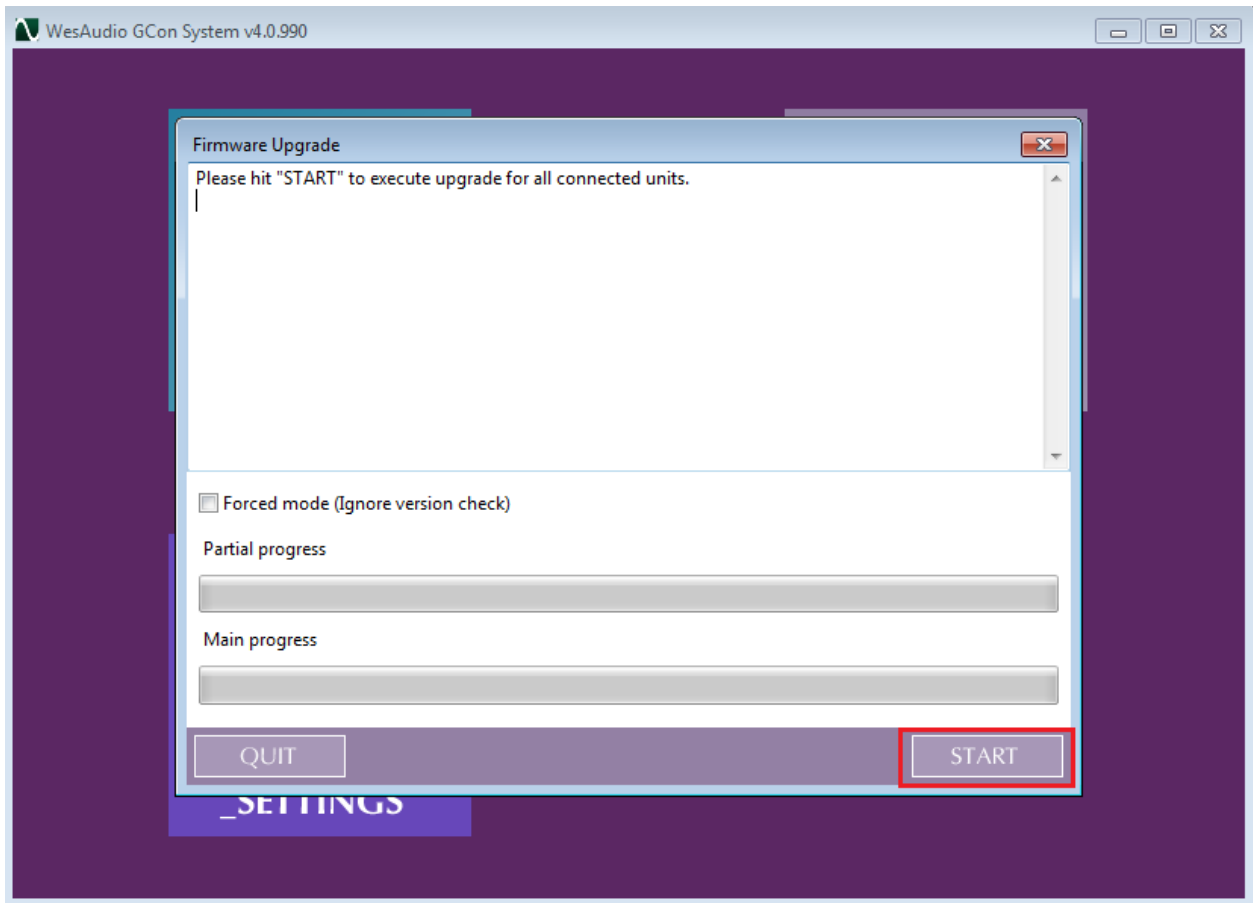 WesAudio GCon System v4.0.990
Firmware Upgrade
Please hit "START" to execute upgrade for all connected units.
Forced mode (Ignore version check)
Partial progress
Main progress
QUIT
START
_SETTINGS